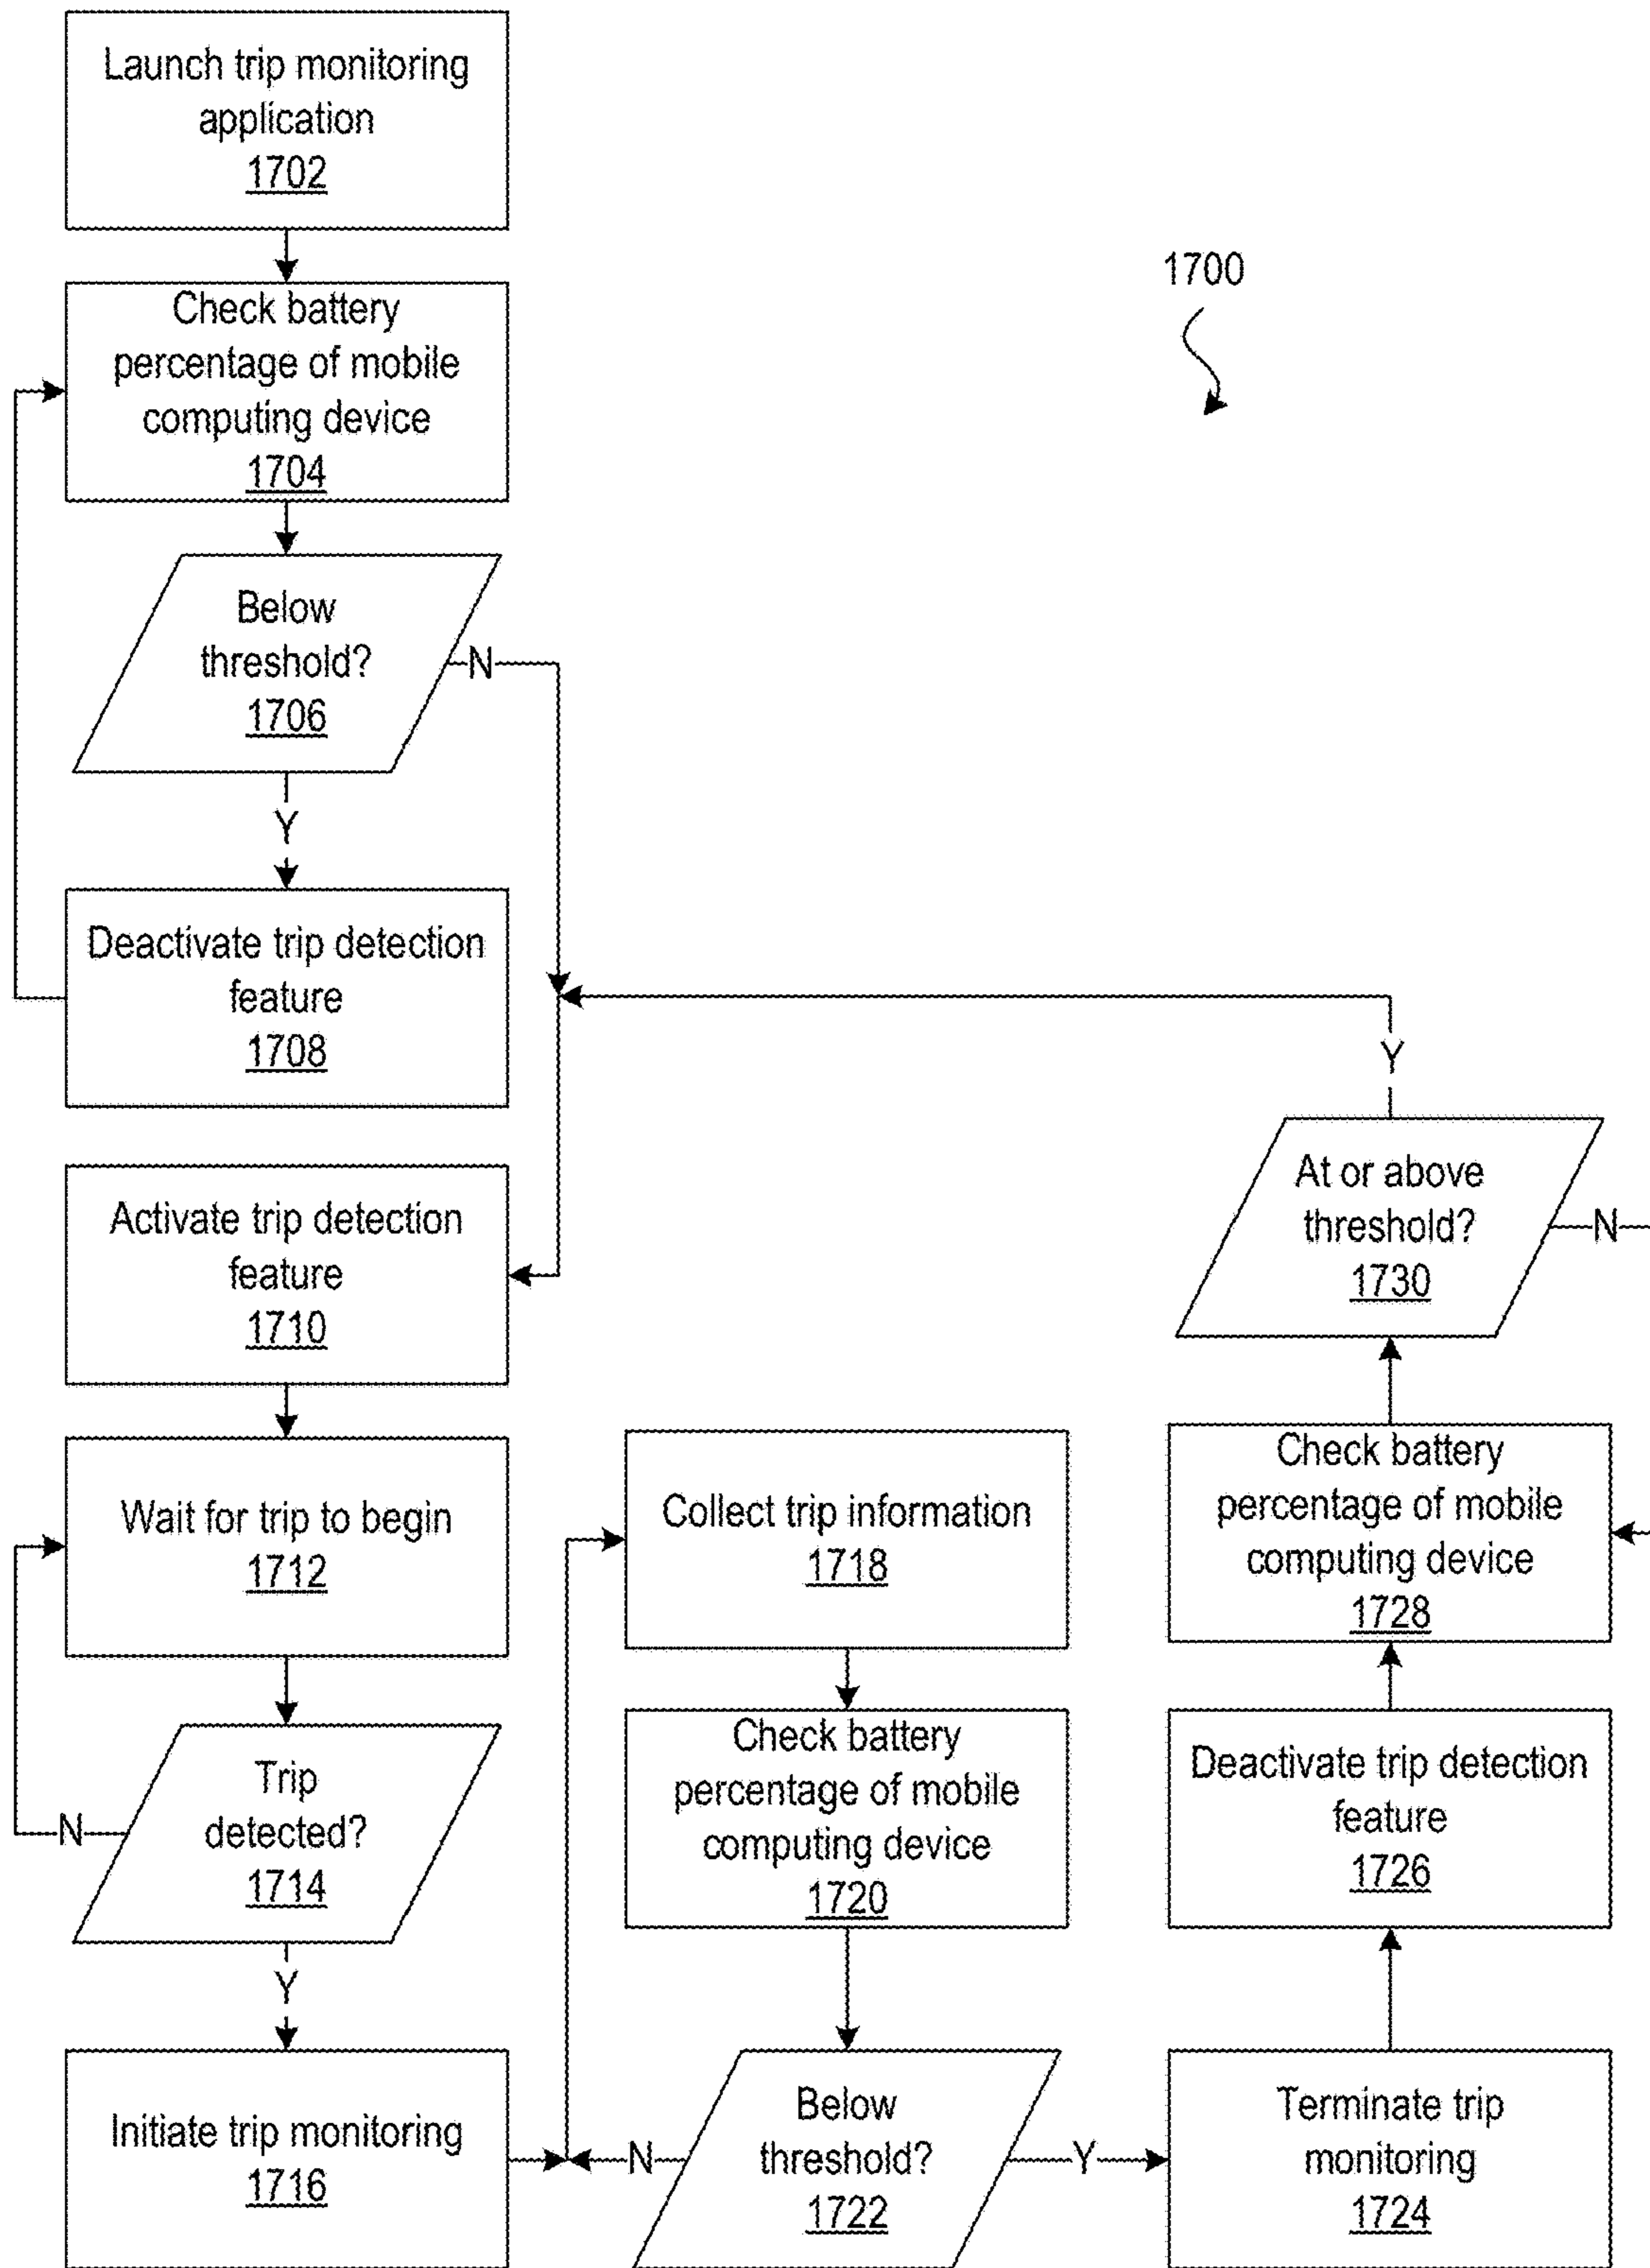 Launch trip monitoring
application
1702
1700
Check battery
percentage of mobile
computing device
1704
Below
threshold?
1706
N
Y
Deactivate trip detection
feature
1708
Activate trip detection
feature
1710
Wait for trip to begin
1712
Trip
detected?
1714
N
Y
Initiate trip monitoring
1716
Collect trip information
1718
Check battery
percentage of mobile
computing device
1720
Below
threshold?
1722
N
Y
Terminate trip
monitoring
1724
Deactivate trip detection
feature
1726
Check battery
percentage of mobile
computing device
1728
At or above
threshold?
1730
N
Y